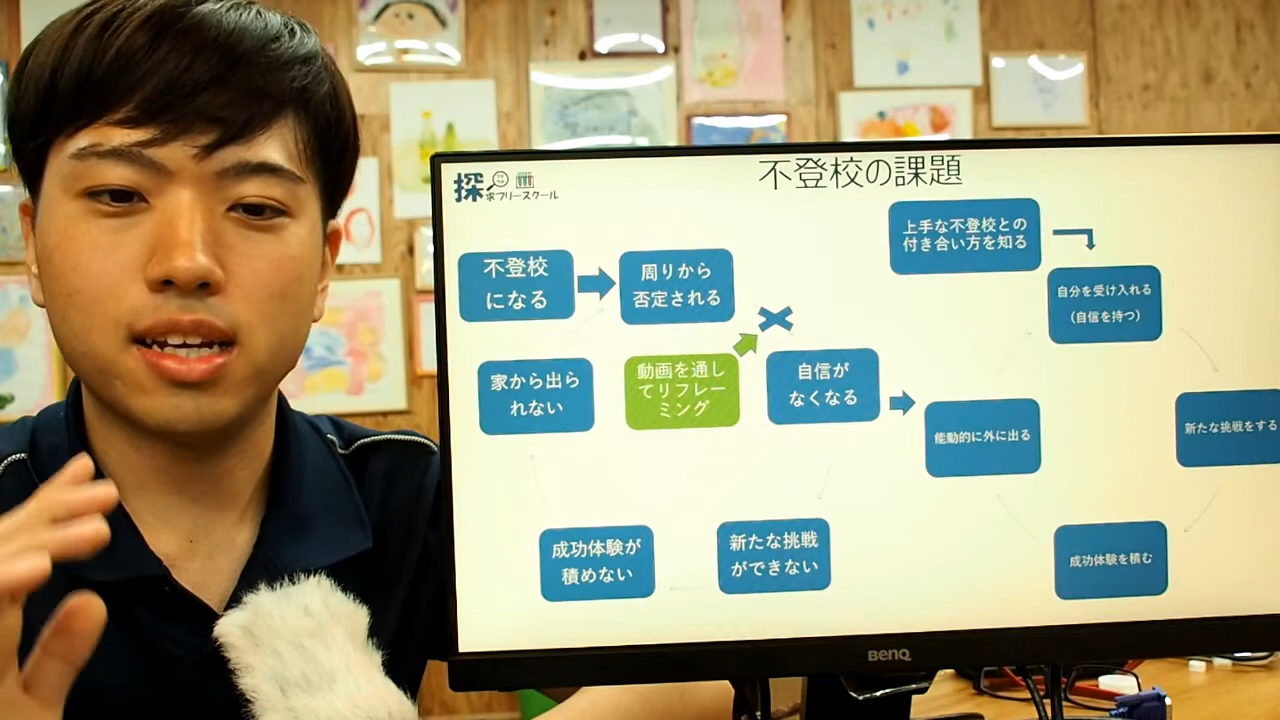 不登校の課題
探
求フリースクール
不登校
になる
周りから
否定される
上手な不登校との
付き合い方を知る
自分を受け入れる
（自信を持つ）
家から出ら
れない
動画を通し
てリフレー
ミング
自信が
なくなる
能動的に外に出る
新たな挑戦をする
成功体験が
積めない
新たな挑戦
ができない
成功体験を積む
BenQ